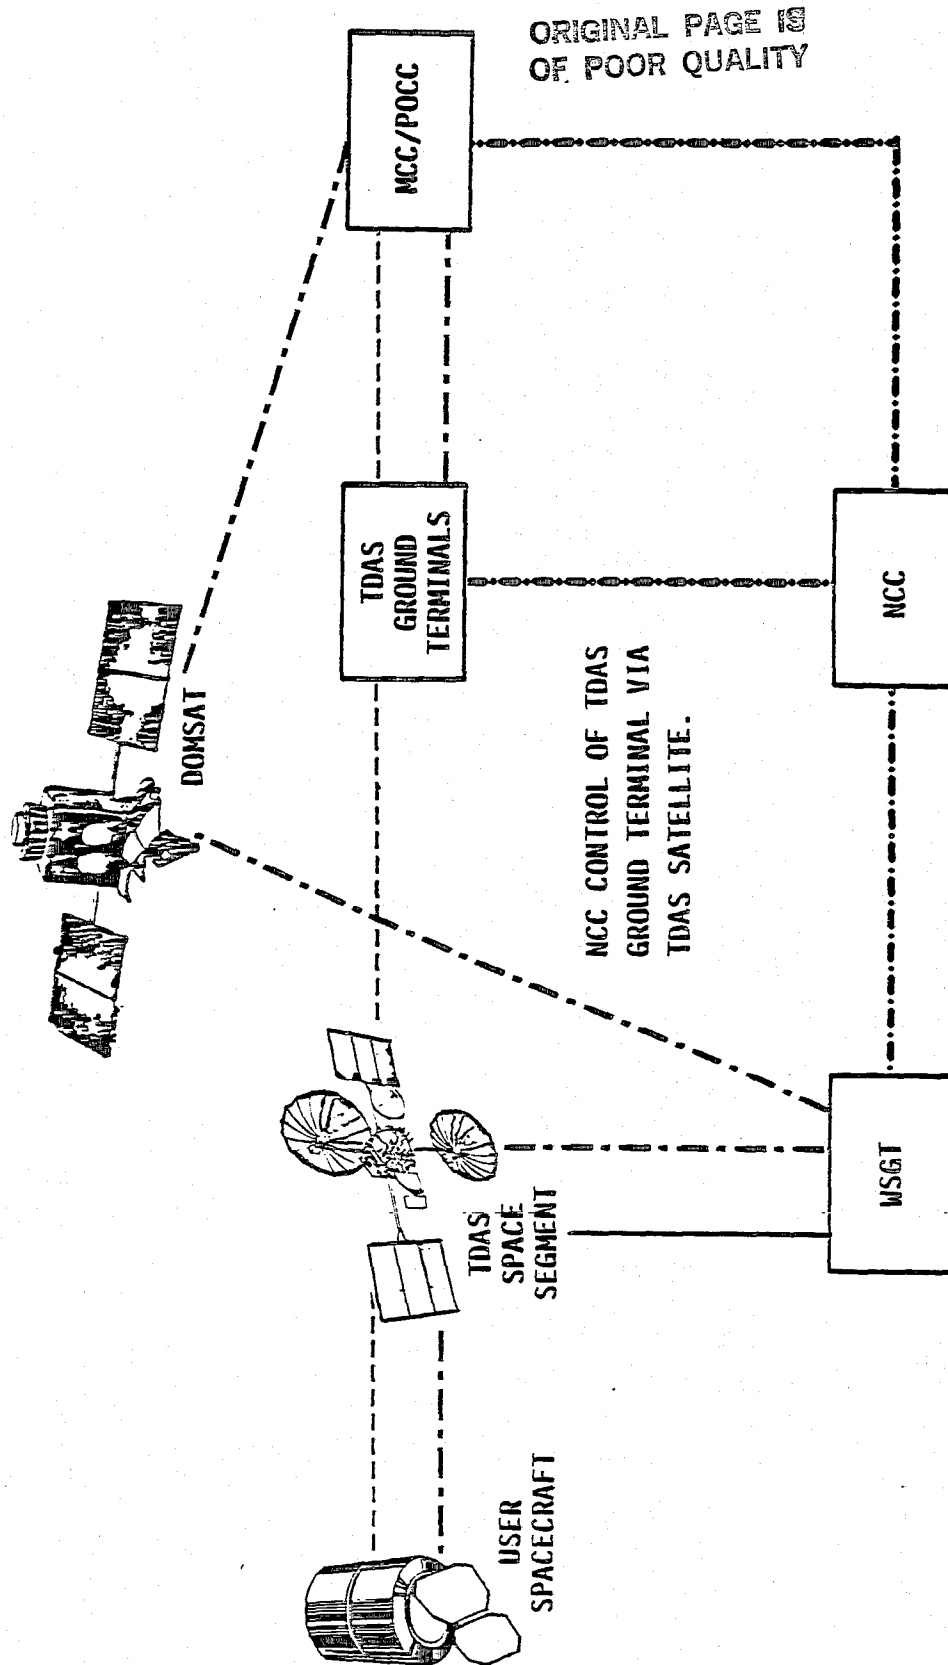 ORIGINAL PAGE IS
OF POOR QUALITY
DOMSAT
MCC/POCC
TDAS
GROUND
TERMINALS
USER
SPACECRAFT
TDAS
SPACE
SEGMENT
NCC CONTROL OF TDAS
GROUND TERMINAL VIA
TDAS SATELLITE.
WSGT
NCC